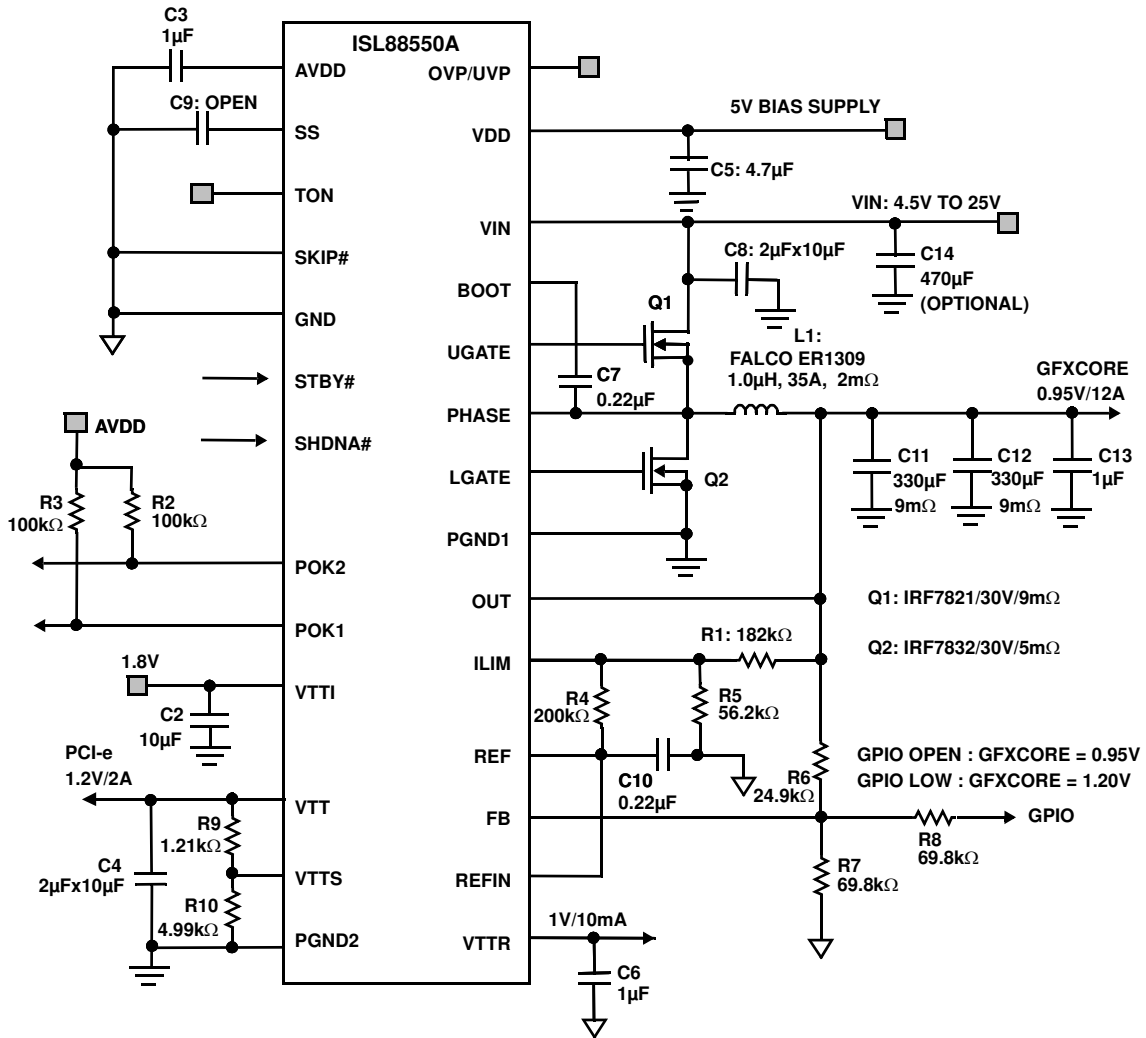 C3
1µF
ISL88550A
AVDD
OVP/UVP
C9: OPEN
SS
VDD
5V BIAS SUPPLY
C5: 4.7µF
TON
VIN
VIN: 4.5V TO 25V
SKIP#
C8: 2µFx10µF
C14
470µF
(OPTIONAL)
BOOT
Q1
GND
UGATE
L1:
FALCO ER1309
1.0µH, 35A, 2mΩ
C7
0.22µF
STBY#
PHASE
GFXCORE
0.95V/12A
AVDD
SHDNA#
LGATE
Q2
C11
330µF
9mΩ
C12
330µF
9mΩ
C13
1µF
R3
100kΩ
R2
100kΩ
PGND1
POK2
OUT
Q1: IRF7821/30V/9mΩ
POK1
R1: 182kΩ
Q2: IRF7832/30V/5mΩ
1.8V
VTTI
ILIM
C2
10µF
R4
200kΩ
R5
56.2kΩ
PCI-e
1.2V/2A
REF
C10
0.22µF
R6
24.9kΩ
GPIO OPEN : GFXCORE = 0.95V
GPIO LOW : GFXCORE = 1.20V
VTT
FB
GPIO
R9
1.21kΩ
R8
69.8kΩ
C4
2µFx10µF
VTTS
REFIN
R7
69.8kΩ
R10
4.99kΩ
PGND2
VTTR
1V/10mA
C6
1µF